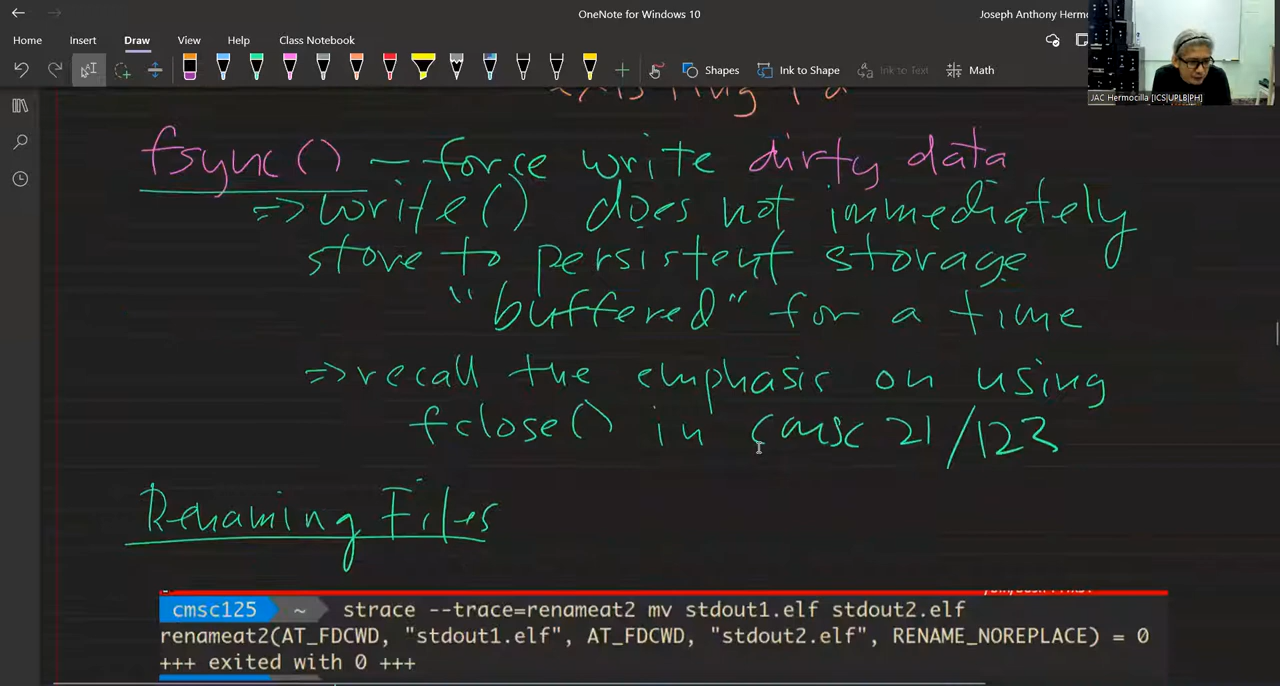 OneNote for Windows 10
Joseph Anthony Hermo
Home Insert Draw View Help Class Notebook
Shapes Ink to Shape Ink to Text Math
JAC Hermocilla [ICS|UPLB|PH]
fsync() – force write dirty data
=> write() does not immediately
store to persistent storage
"buffered" for a time
=> recall the emphasis on using
fclose() in cmsc 21/123
Renaming Files
cmsc125 ~ strace --trace=renameat2 mv stdout1.elf stdout2.elf
renameat2(AT_FDCWD, "stdout1.elf", AT_FDCWD, "stdout2.elf", RENAME_NOREPLACE) = 0
+++ exited with 0 +++